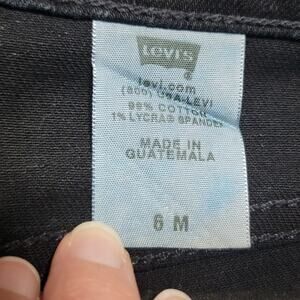 Levi's
®
levi.com
(800) USA-LEVI
99% COTTON
1% LYCRA® SPANDEX
MADE IN
GUATEMALA
6 M